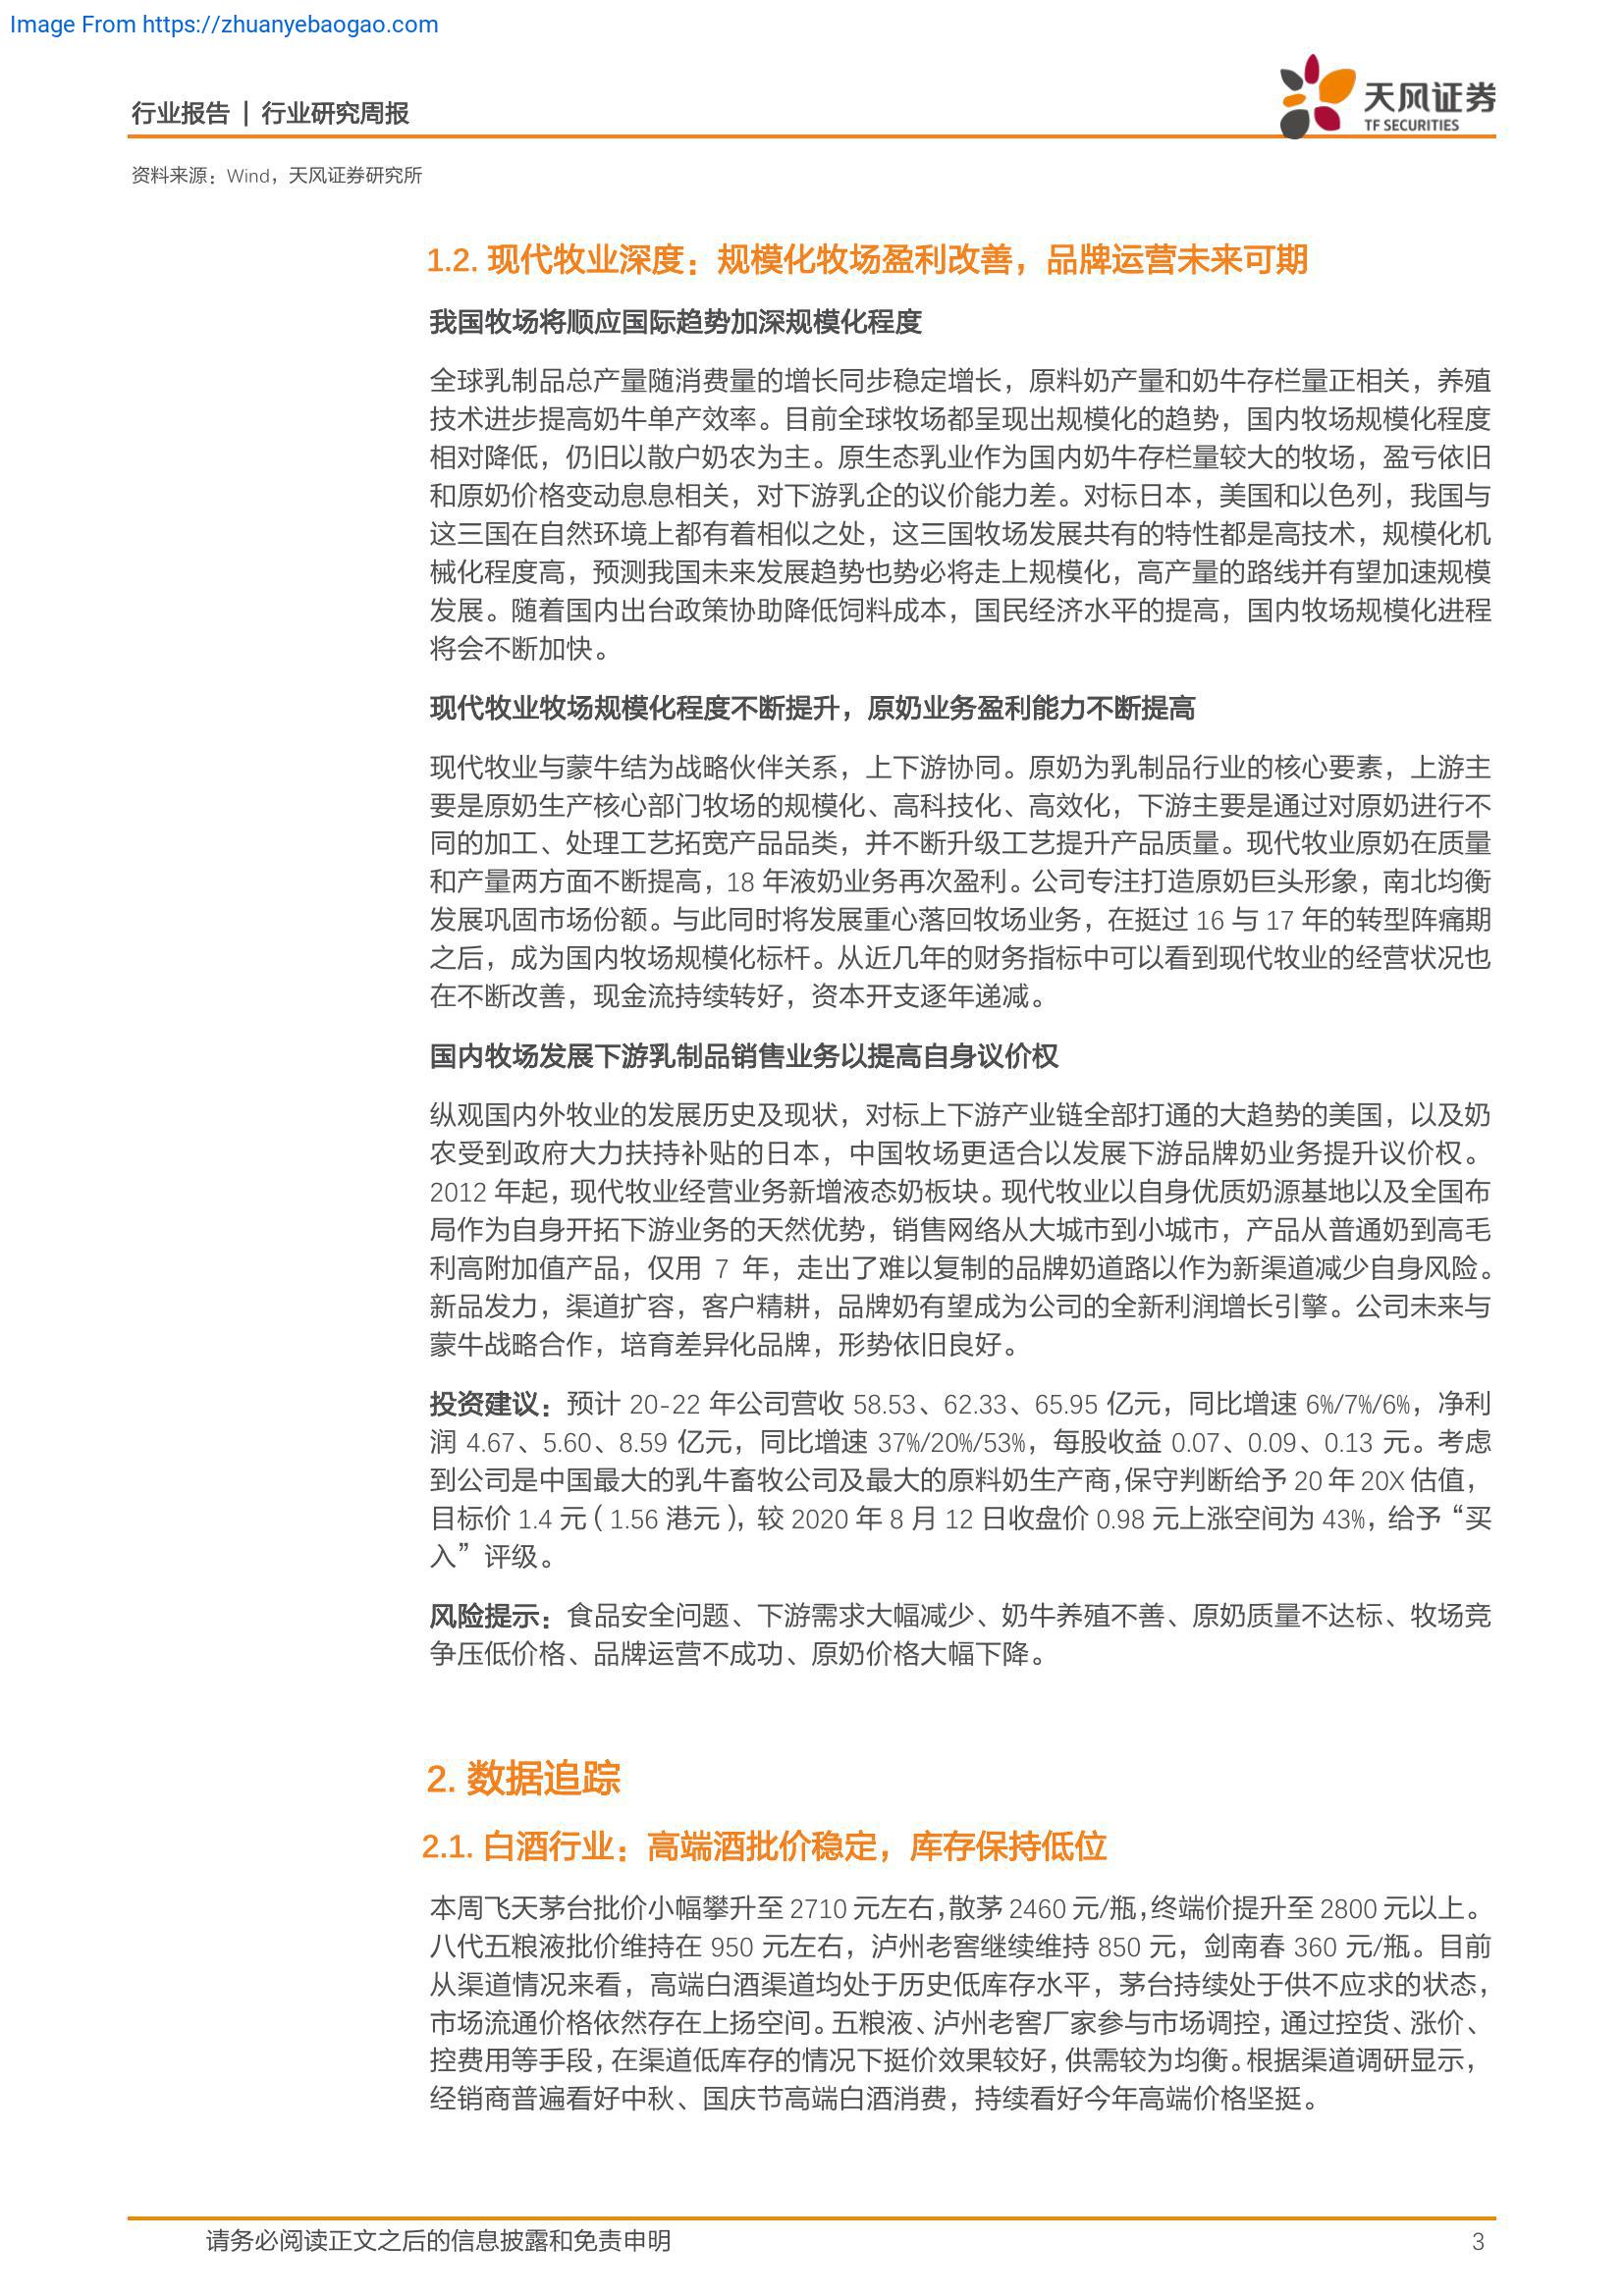 Image From https://zhuanyebaogao.com
行业报告 | 行业研究周报
天风证券
TF SECURITIES
资料来源：Wind，天风证券研究所
1.2. 现代牧业深度：规模化牧场盈利改善，品牌运营未来可期
我国牧场将顺应国际趋势加深规模化程度
全球乳制品总产量随消费量的增长同步稳定增长，原料奶产量和奶牛存栏量正相关，养殖
技术进步提高奶牛单产效率。目前全球牧场都呈现出规模化的趋势，国内牧场规模化程度
相对降低，仍旧以散户奶农为主。原生态乳业作为国内奶牛存栏量较大的牧场，盈亏依旧
和原奶价格变动息息相关，对下游乳企的议价能力差。对标日本，美国和以色列，我国与
这三国在自然环境上都有着相似之处，这三国牧场发展共有的特性都是高技术，规模化机
械化程度高，预测我国未来发展趋势也势必将走上规模化，高产量的路线并有望加速规模
发展。随着国内出台政策协助降低饲料成本，国民经济水平的提高，国内牧场规模化进程
将会不断加快。
现代牧业牧场规模化程度不断提升，原奶业务盈利能力不断提高
现代牧业与蒙牛结为战略伙伴关系，上下游协同。原奶为乳制品行业的核心要素，上游主
要是原奶生产核心部门牧场的规模化、高科技化、高效化，下游主要是通过对原奶进行不
同的加工、处理工艺拓宽产品品类，并不断升级工艺提升产品质量。现代牧业原奶在质量
和产量两方面不断提高，18 年液奶业务再次盈利。公司专注打造原奶巨头形象，南北均衡
发展巩固市场份额。与此同时将发展重心落回牧场业务，在挺过 16 与 17 年的转型阵痛期
之后，成为国内牧场规模化标杆。从近几年的财务指标中可以看到现代牧业的经营状况也
在不断改善，现金流持续转好，资本开支逐年递减。
国内牧场发展下游乳制品销售业务以提高自身议价权
纵观国内外牧业的发展历史及现状，对标上下游产业链全部打通的大趋势的美国，以及奶
农受到政府大力扶持补贴的日本，中国牧场更适合以发展下游品牌奶业务提升议价权。
2012 年起，现代牧业经营业务新增液态奶板块。现代牧业以自身优质奶源基地以及全国布
局作为自身开拓下游业务的天然优势，销售网络从大城市到小城市，产品从普通奶到高毛
利高附加值产品，仅用 7 年，走出了难以复制的品牌奶道路以作为新渠道减少自身风险。
新品发力，渠道扩容，客户精耕，品牌奶有望成为公司的全新利润增长引擎。公司未来与
蒙牛战略合作，培育差异化品牌，形势依旧良好。
投资建议：预计 20-22 年公司营收 58.53、62.33、65.95 亿元，同比增速 6%/7%/6%，净利
润 4.67、5.60、8.59 亿元，同比增速 37%/20%/53%，每股收益 0.07、0.09、0.13 元。考虑
到公司是中国最大的乳牛畜牧公司及最大的原料奶生产商，保守判断给予 20 年 20X 估值，
目标价 1.4 元（1.56 港元），较 2020 年 8 月 12 日收盘价 0.98 元上涨空间为 43%，给予“买
入”评级。
风险提示：食品安全问题、下游需求大幅减少、奶牛养殖不善、原奶质量不达标、牧场竞
争压低价格、品牌运营不成功、原奶价格大幅下降。
2. 数据追踪
2.1. 白酒行业：高端酒批价稳定，库存保持低位
本周飞天茅台批价小幅攀升至 2710 元左右，散茅 2460 元/瓶，终端价提升至 2800 元以上。
八代五粮液批价维持在 950 元左右，泸州老窖继续维持 850 元，剑南春 360 元/瓶。目前
从渠道情况来看，高端白酒渠道均处于历史低库存水平，茅台持续处于供不应求的状态，
市场流通价格依然存在上扬空间。五粮液、泸州老窖厂家参与市场调控，通过控货、涨价、
控费用等手段，在渠道低库存的情况下挺价效果较好，供需较为均衡。根据渠道调研显示，
经销商普遍看好中秋、国庆节高端白酒消费，持续看好今年高端价格坚挺。
请务必阅读正文之后的信息披露和免责申明
3